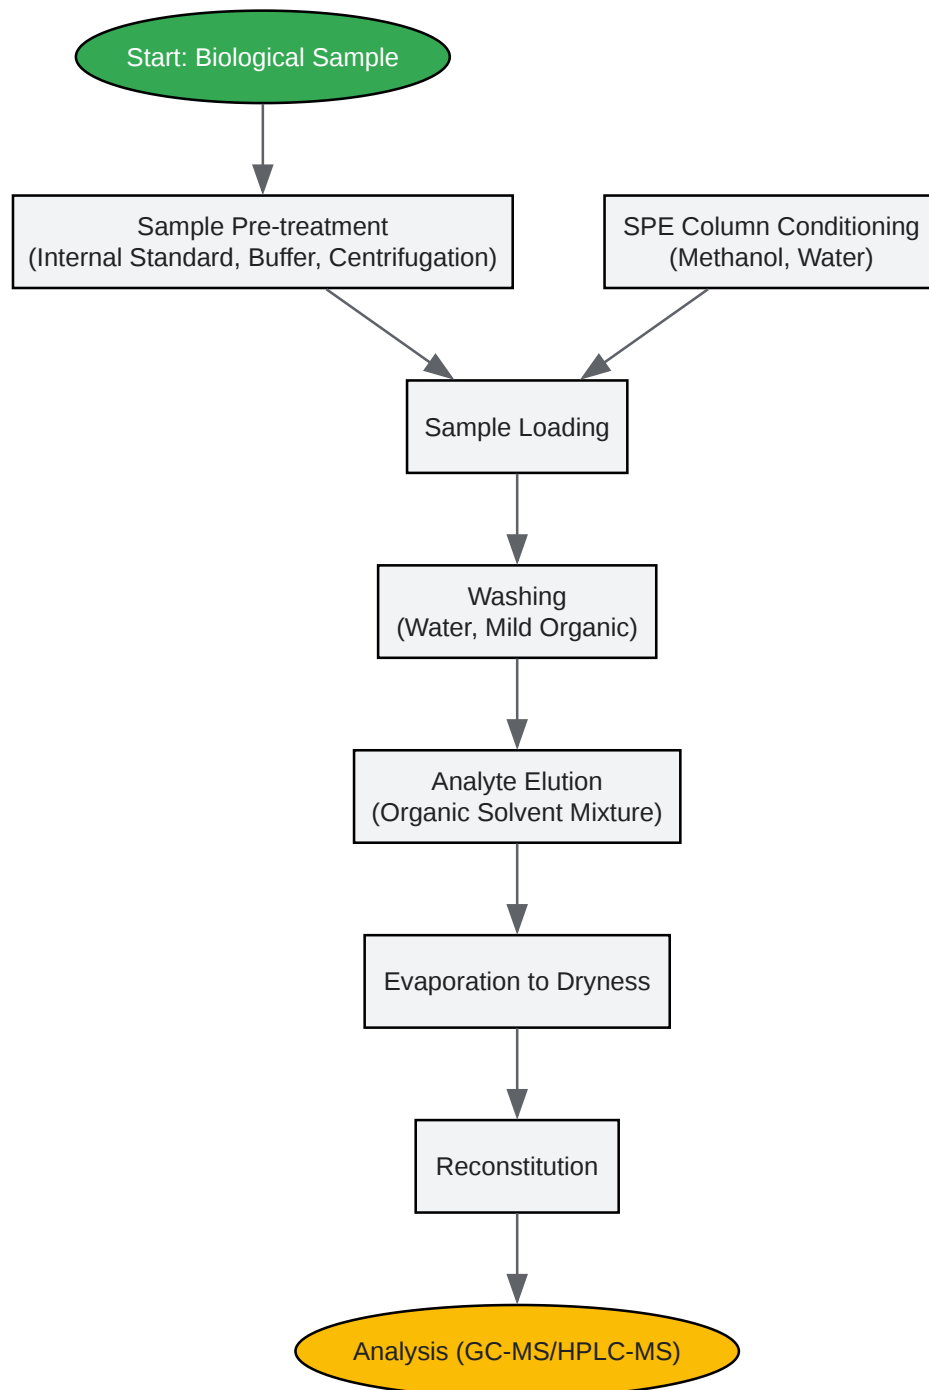 Start: Biological Sample
Sample Pre-treatment
(Internal Standard, Buffer, Centrifugation)
SPE Column Conditioning
(Methanol, Water)
Sample Loading
Washing
(Water, Mild Organic)
Analyte Elution
(Organic Solvent Mixture)
Evaporation to Dryness
Reconstitution
Analysis (GC-MS/HPLC-MS)